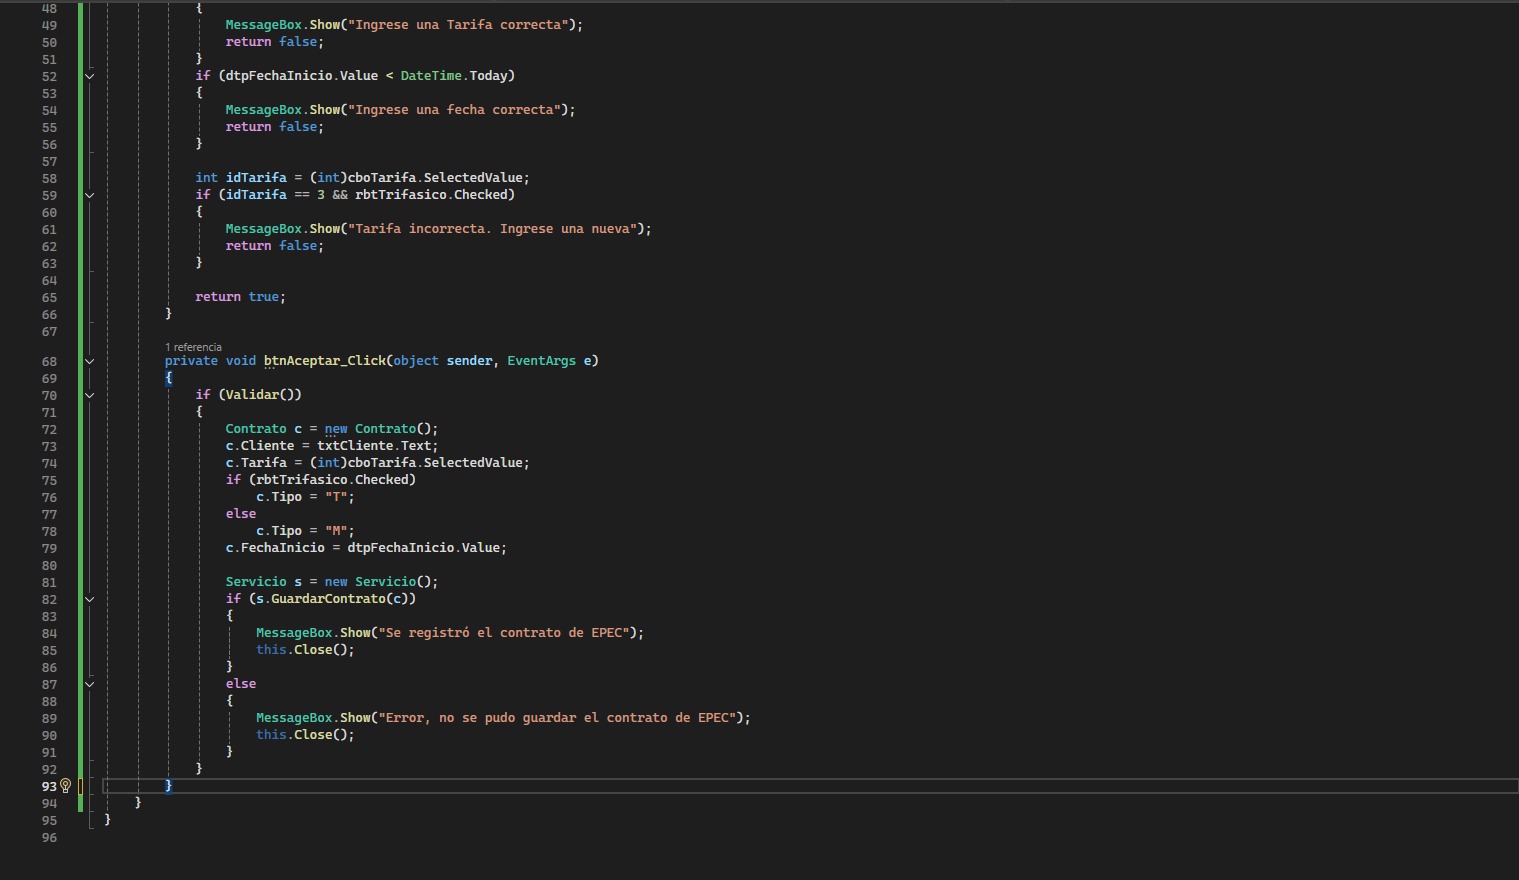 48 {
49 MessageBox.Show("Ingrese una Tarifa correcta");
50 return false;
51 }
52 if (dtpFechaInicio.Value < DateTime.Today)
53 {
54 MessageBox.Show("Ingrese una fecha correcta");
55 return false;
56 }
57
58 int idTarifa = (int)cboTarifa.SelectedValue;
59 if (idTarifa == 3 && rbtTrifasico.Checked)
60 {
61 MessageBox.Show("Tarifa incorrecta. Ingrese una nueva");
62 return false;
63 }
64
65 return true;
66 }
67
1 referencia
68 private void btnAceptar_Click(object sender, EventArgs e)
69 {
70 if (Validar())
71 {
72 Contrato c = new Contrato();
73 c.Cliente = txtCliente.Text;
74 c.Tarifa = (int)cboTarifa.SelectedValue;
75 if (rbtTrifasico.Checked)
76 c.Tipo = "T";
77 else
78 c.Tipo = "M";
79 c.FechaInicio = dtpFechaInicio.Value;
80
81 Servicio s = new Servicio();
82 if (s.GuardarContrato(c))
83 {
84 MessageBox.Show("Se registró el contrato de EPEC");
85 this.Close();
86 }
87 else
88 {
89 MessageBox.Show("Error, no se pudo guardar el contrato de EPEC");
90 this.Close();
91 }
92 }
93 }
94 }
95 }
96